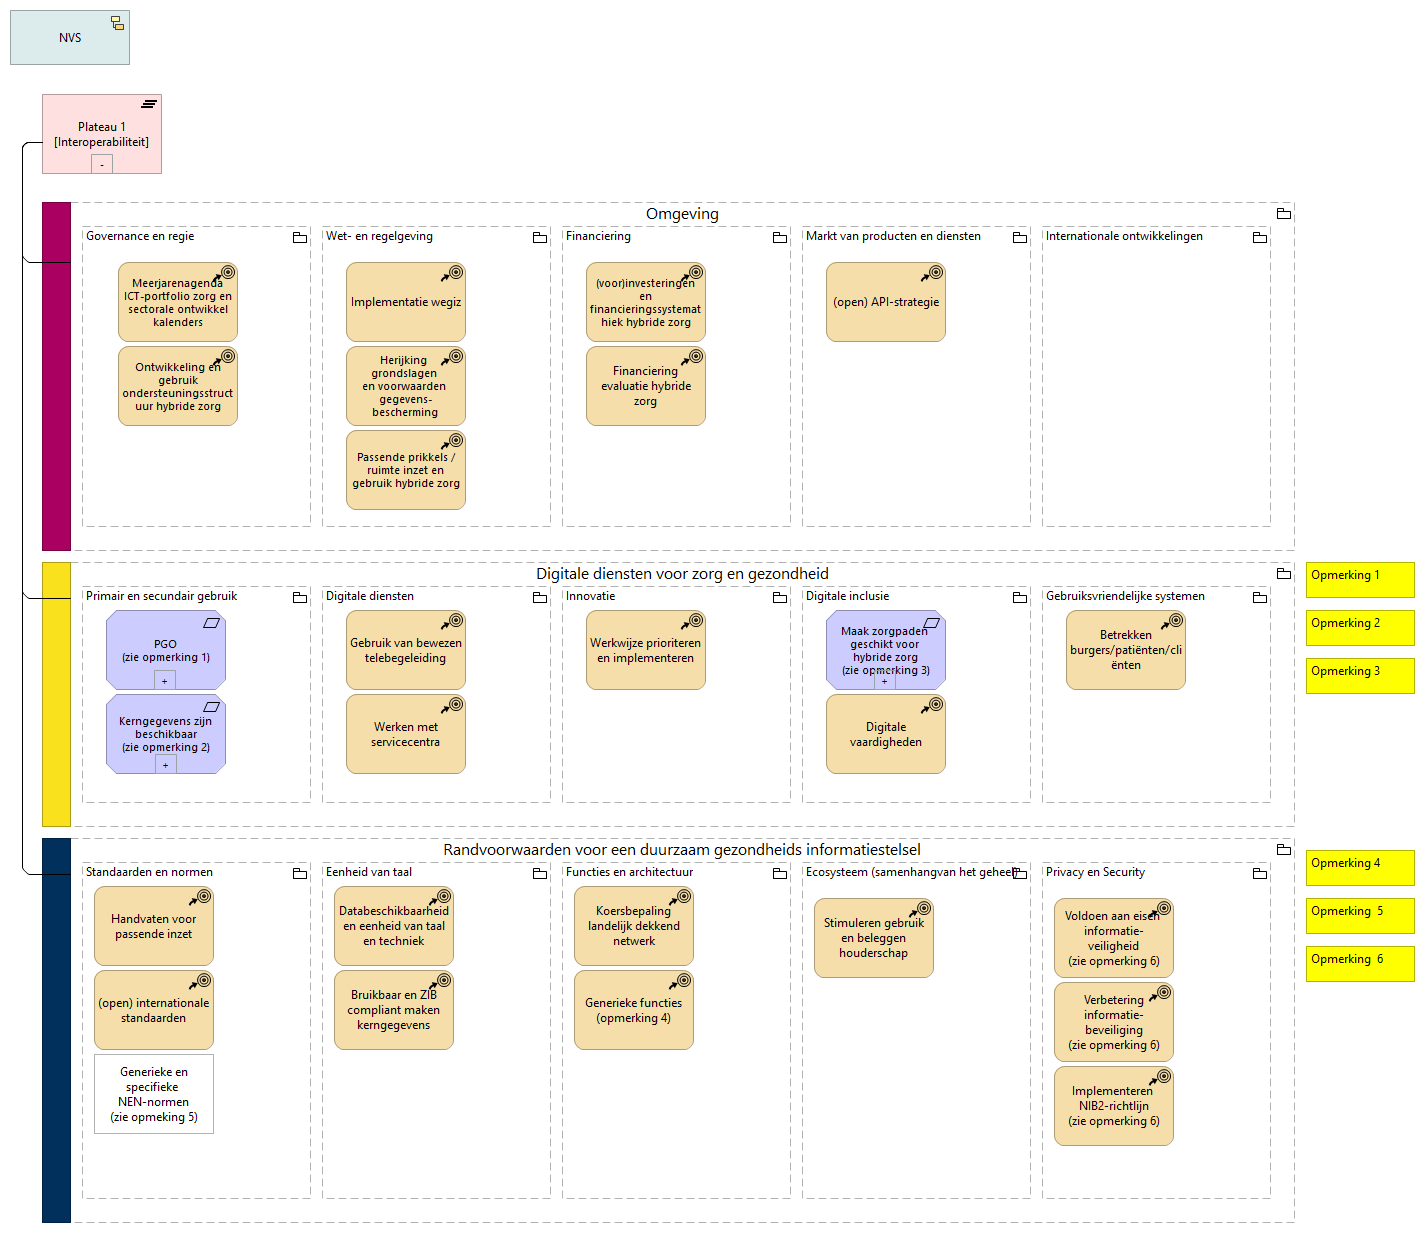 NVS
Plateau 1
[Interoperabiliteit]
-
Omgeving
Governance en regie
Meerjarenagenda
ICT-portfolio zorg en
sectorale ontwikkel
kalenders
Ontwikkeling en
gebruik
ondersteuningsstruct
uur hybride zorg
Wet- en regelgeving
Implementatie wegiz
Herijking
grondslagen
en voorwaarden
gegevens-
bescherming
Passende prikkels /
ruimte inzet en
gebruik hybride zorg
Financiering
(voor)investeringen
en
financieringssystemat
hiek hybride zorg
Financiering
evaluatie hybride
zorg
Markt van producten en diensten
(open) API-strategie
Internationale ontwikkelingen
Digitale diensten voor zorg en gezondheid
Primair en secundair gebruik
PGO
(zie opmerking 1)
+
Kerngegevens zijn
beschikbaar
(zie opmerking 2)
+
Digitale diensten
Gebruik van bewezen
telebegeleiding
Werken met
servicecentra
Innovatie
Werkwijze prioriteren
en implementeren
Digitale inclusie
Maak zorgpaden
geschikt voor
hybride zorg
(zie opmerking 3)
+
Digitale
vaardigheden
Gebruiksvriendelijke systemen
Betrekken
burgers/patiënten/cli
ënten
Opmerking 1
Opmerking 2
Opmerking 3
Randvoorwaarden voor een duurzaam gezondheids informatiestelsel
Standaarden en normen
Handvaten voor
passende inzet
(open) internationale
standaarden
Generieke en
specifieke
NEN-normen
(zie opmeking 5)
Eenheid van taal
Databeschikbaarheid
en eenheid van taal
en techniek
Bruikbaar en ZIB
compliant maken
kerngegevens
Functies en architectuur
Koersbepaling
landelijk dekkend
netwerk
Generieke functies
(opmerking 4)
Ecosysteem (samenhangvan het geheel)
Stimuleren gebruik
en beleggen
houderschap
Privacy en Security
Voldoen aan eisen
informatie-
veiligheid
(zie opmerking 6)
Verbetering
informatie-
beveiliging
(zie opmerking 6)
Implementeren
NIB2-richtlijn
(zie opmerking 6)
Opmerking 4
Opmerking  5
Opmerking  6